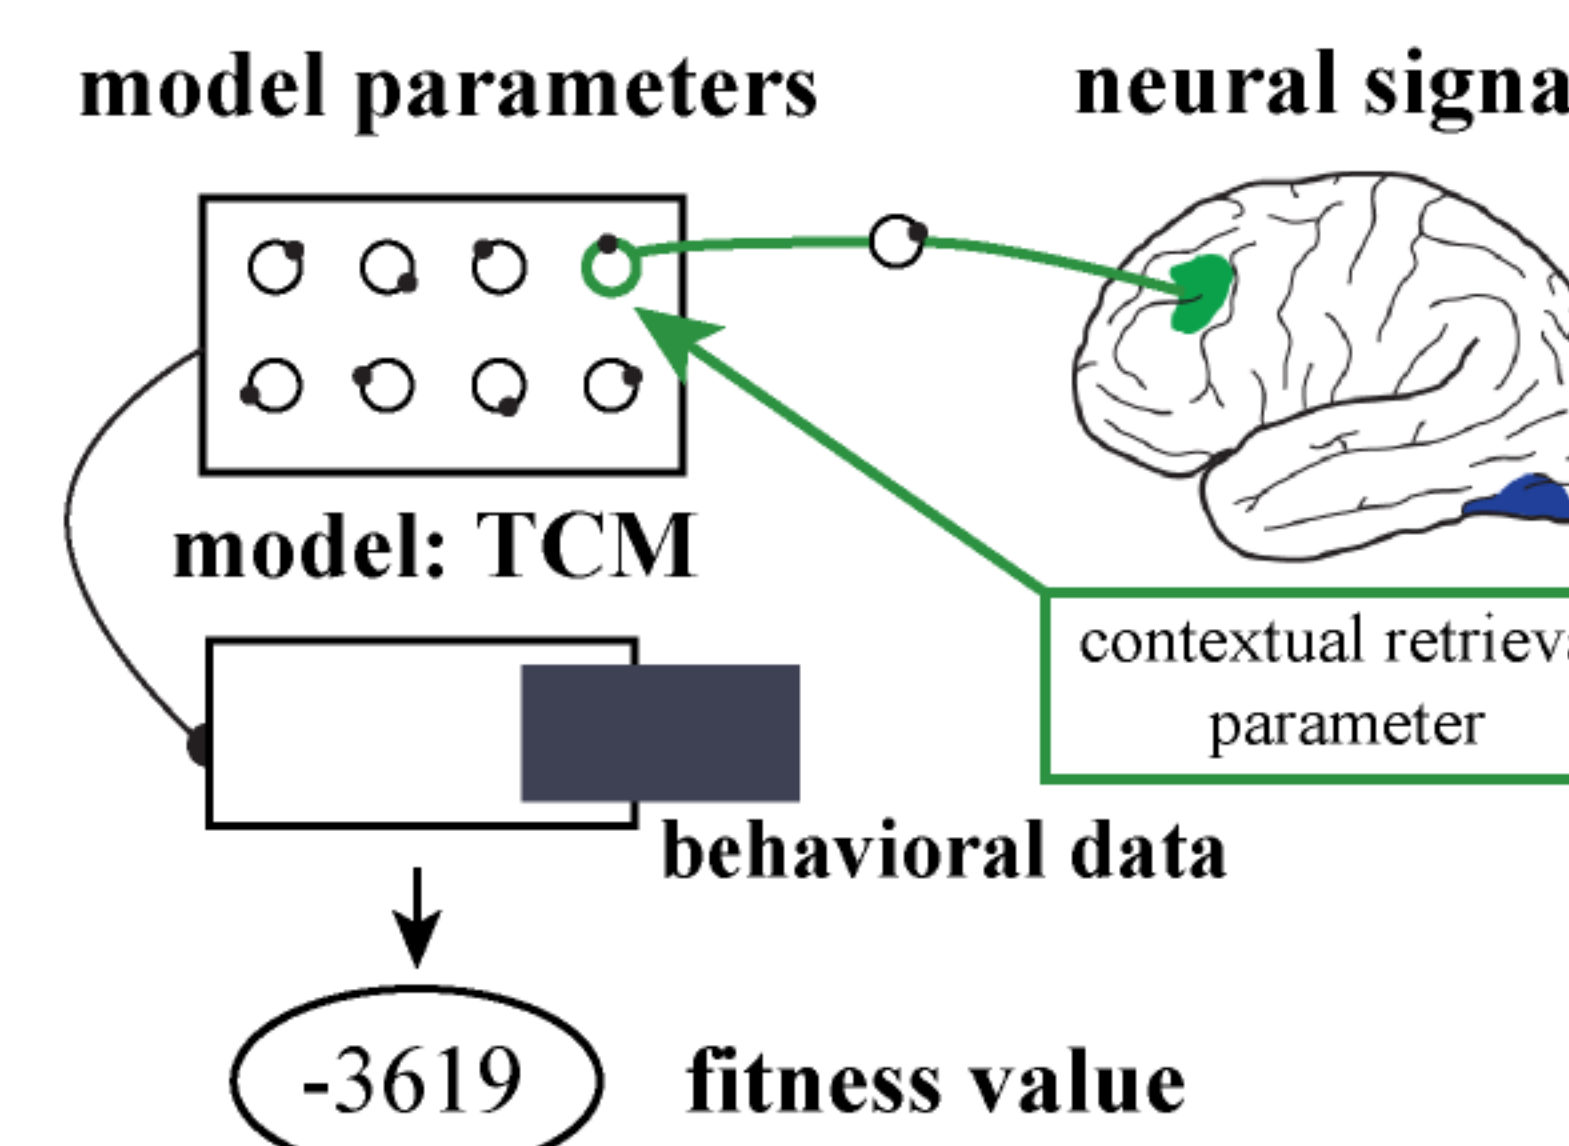 model parameters
neural signa
model: TCM
contextual retriev
parameter
behavioral data
-3619
fitness value